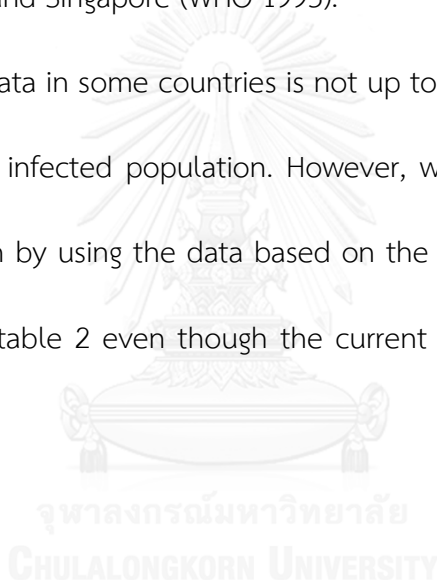 and Singapore (WHO 1995).
ata in some countries is not up to
infected population. However, w
n by using the data based on the
table 2 even though the current
จุฬาลงกรณ์มหาวิทยาลัย
CHULALONGKORN UNIVERSITY